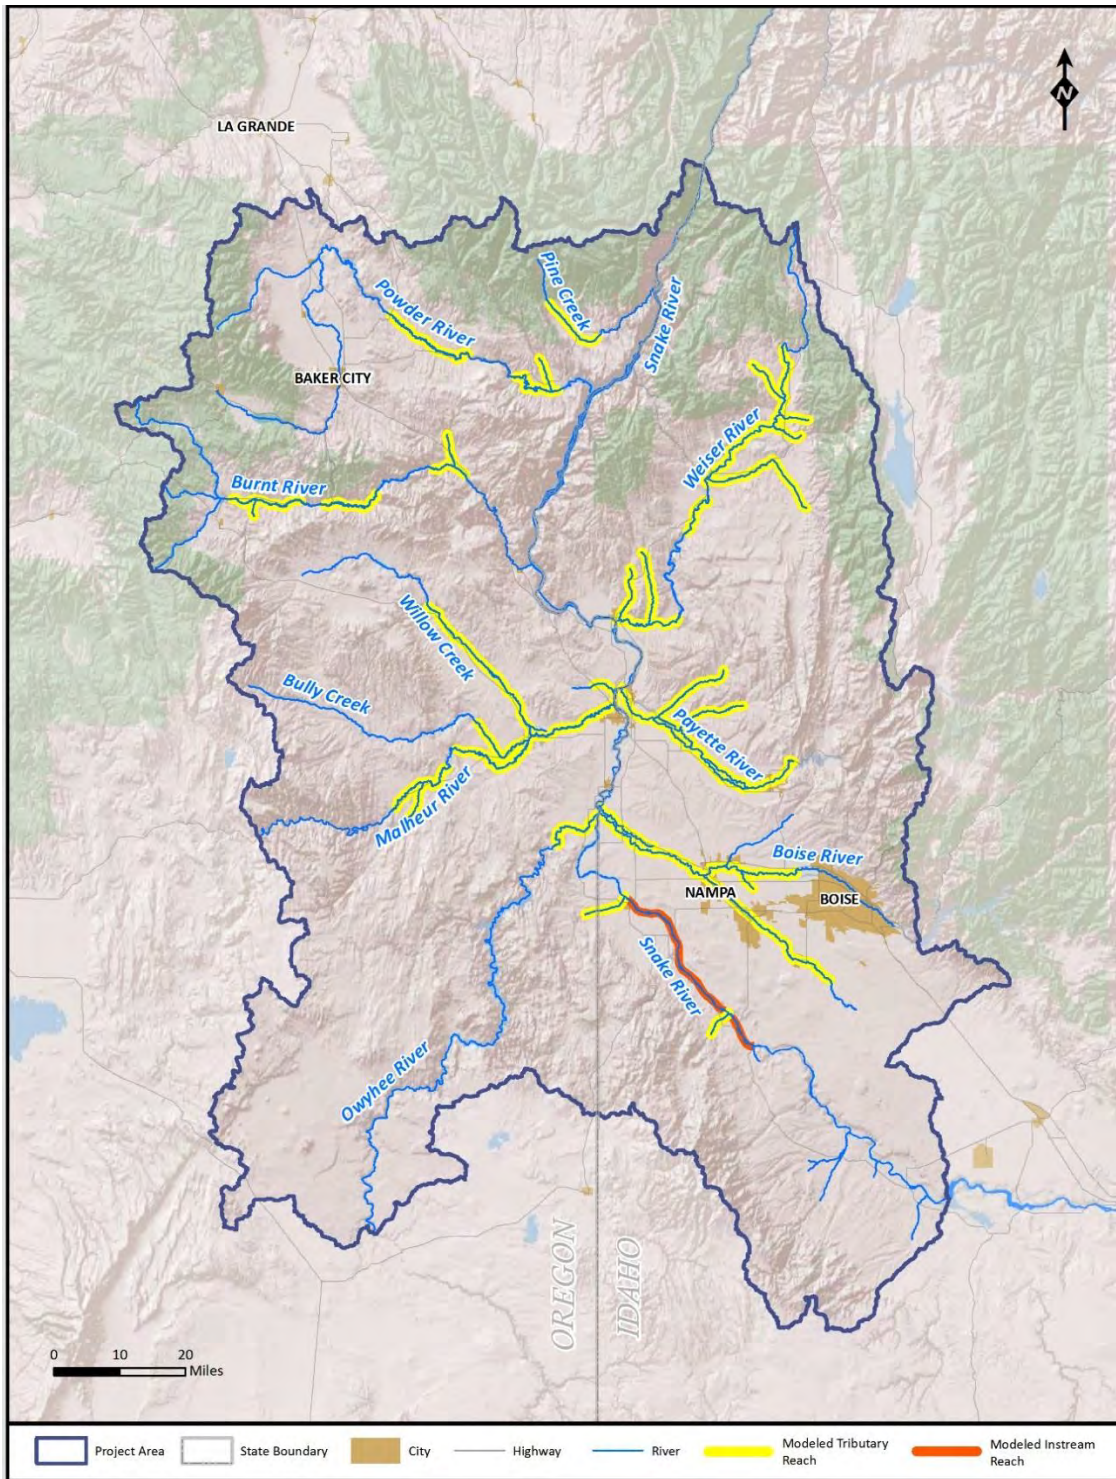 N
LA GRANDE
Pine Creek
Powder River
Snake River
BAKER CITY
Weiser River
Burnt River
Willow Creek
Bully Creek
Payette River
Malheur River
Boise River
NAMPA
BOISE
Snake River
Owyhee River
OREGON
IDAHO
0 10 20
Miles
Project Area
State Boundary
City
Highway
River
Modeled Tributary
Reach
Modeled Instream
Reach